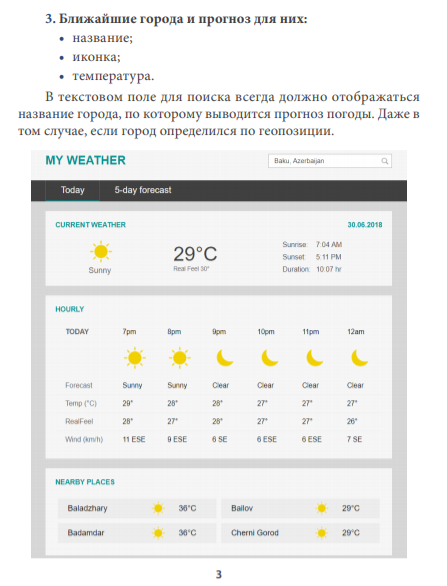 3. Ближайшие города и прогноз для них:
• название;
• иконка;
• температура.
В текстовом поле для поиска всегда должно отображаться
название города, по которому выводится прогноз погоды. Даже в
том случае, если город определился по геопозиции.
MY WEATHER
Baku, Azerbaijan
Today 5-day forecast
CURRENT WEATHER 30.06.2018
Sunny
29°C
Real Feel 30°
Sunrise: 7:04 AM
Sunset: 5:11 PM
Duration: 10.07 hr
HOURLY
TODAY 7pm 8pm 9pm 10pm 11pm 12am
Forecast Sunny Sunny Clear Clear Clear Clear
Temp (°C) 29° 28° 28° 27° 27° 27°
RealFeel 28° 27° 28° 27° 27° 26°
Wind (km/h) 11 ESE 9 ESE 6 SE 6 ESE 6 ESE 7 SE
NEARBY PLACES
Baladzhary 36°C Bailov 29°C
Badamdar 36°C Cherni Gorod 29°C
3